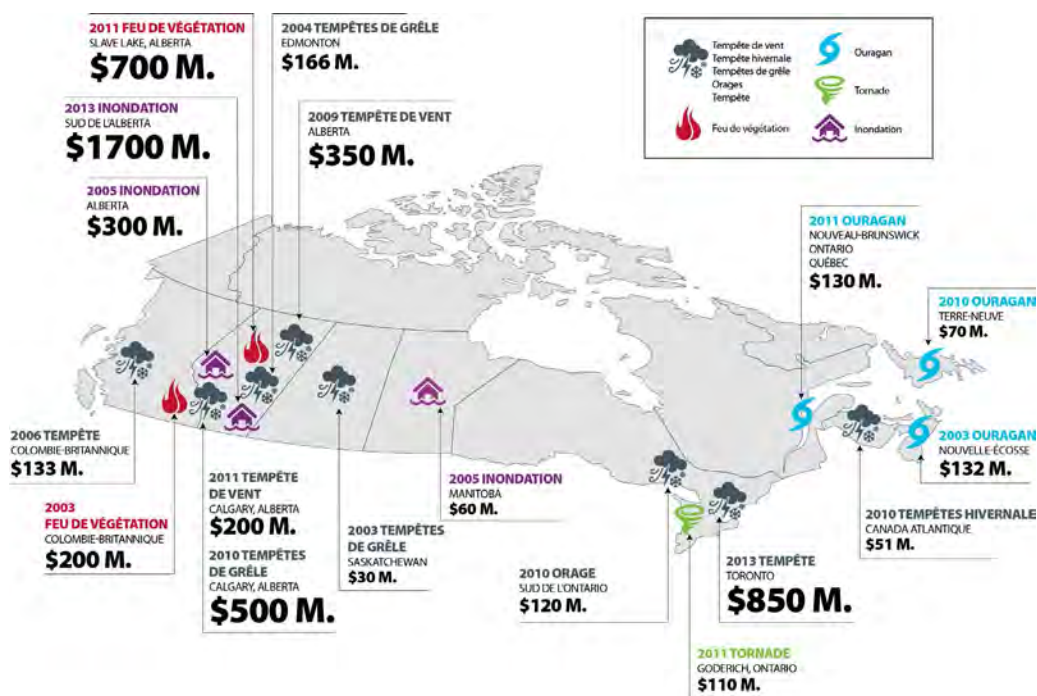 2011 FEU DE VÉGÉTATION
SLAVE LAKE, ALBERTA
$700 M.
2004 TEMPÊTES DE GRÊLE
EDMONTON
$166 M.
2013 INONDATION
SUD DE L'ALBERTA
$1700 M.
2009 TEMPÊTE DE VENT
ALBERTA
$350 M.
2005 INONDATION
ALBERTA
$300 M.
Tempête de vent
Tempête hivernale
Tempêtes de grêle
Orages
Tempête
Feu de végétation
Ouragan
Tornade
Inondation
2011 OURAGAN
NOUVEAU-BRUNSWICK
ONTARIO
QUÉBEC
$130 M.
2010 OURAGAN
TERRE-NEUVE
$70 M.
2006 TEMPÊTE
COLOMBIE-BRITANNIQUE
$133 M.
2003
FEU DE VÉGÉTATION
COLOMBIE-BRITANNIQUE
$200 M.
2011 TEMPÊTE
DE VENT
CALGARY, ALBERTA
$200 M.
2010 TEMPÊTES
DE GRÊLE
CALGARY, ALBERTA
$500 M.
2003 TEMPÊTES
DE GRÊLE
SASKATCHEWAN
$30 M.
2005 INONDATION
MANITOBA
$60 M.
2010 ORAGE
SUD DE L'ONTARIO
$120 M.
2013 TEMPÊTE
TORONTO
$850 M.
2011 TORNADE
GODERICH, ONTARIO
$110 M.
2003 OURAGAN
NOUVELLE-ÉCOSSE
$132 M.
2010 TEMPÊTES HIVERNALE
CANADA ATLANTIQUE
$51 M.